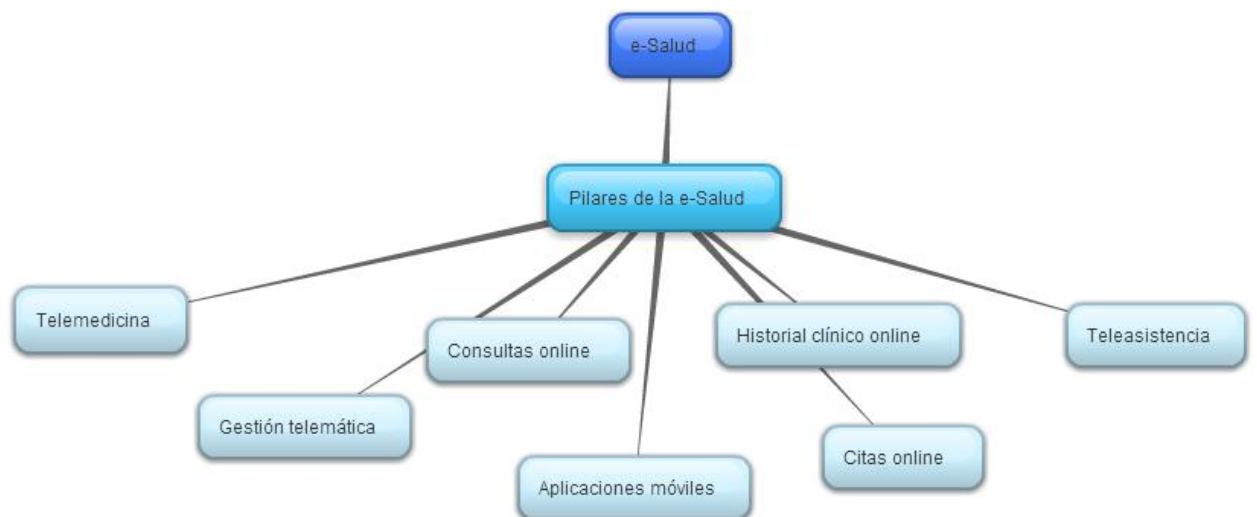 e-Salud
Pilares de la e-Salud
Telemedicina
Consultas online
Historial clínico online
Teleasistencia
Gestión telemática
Aplicaciones móviles
Citas online